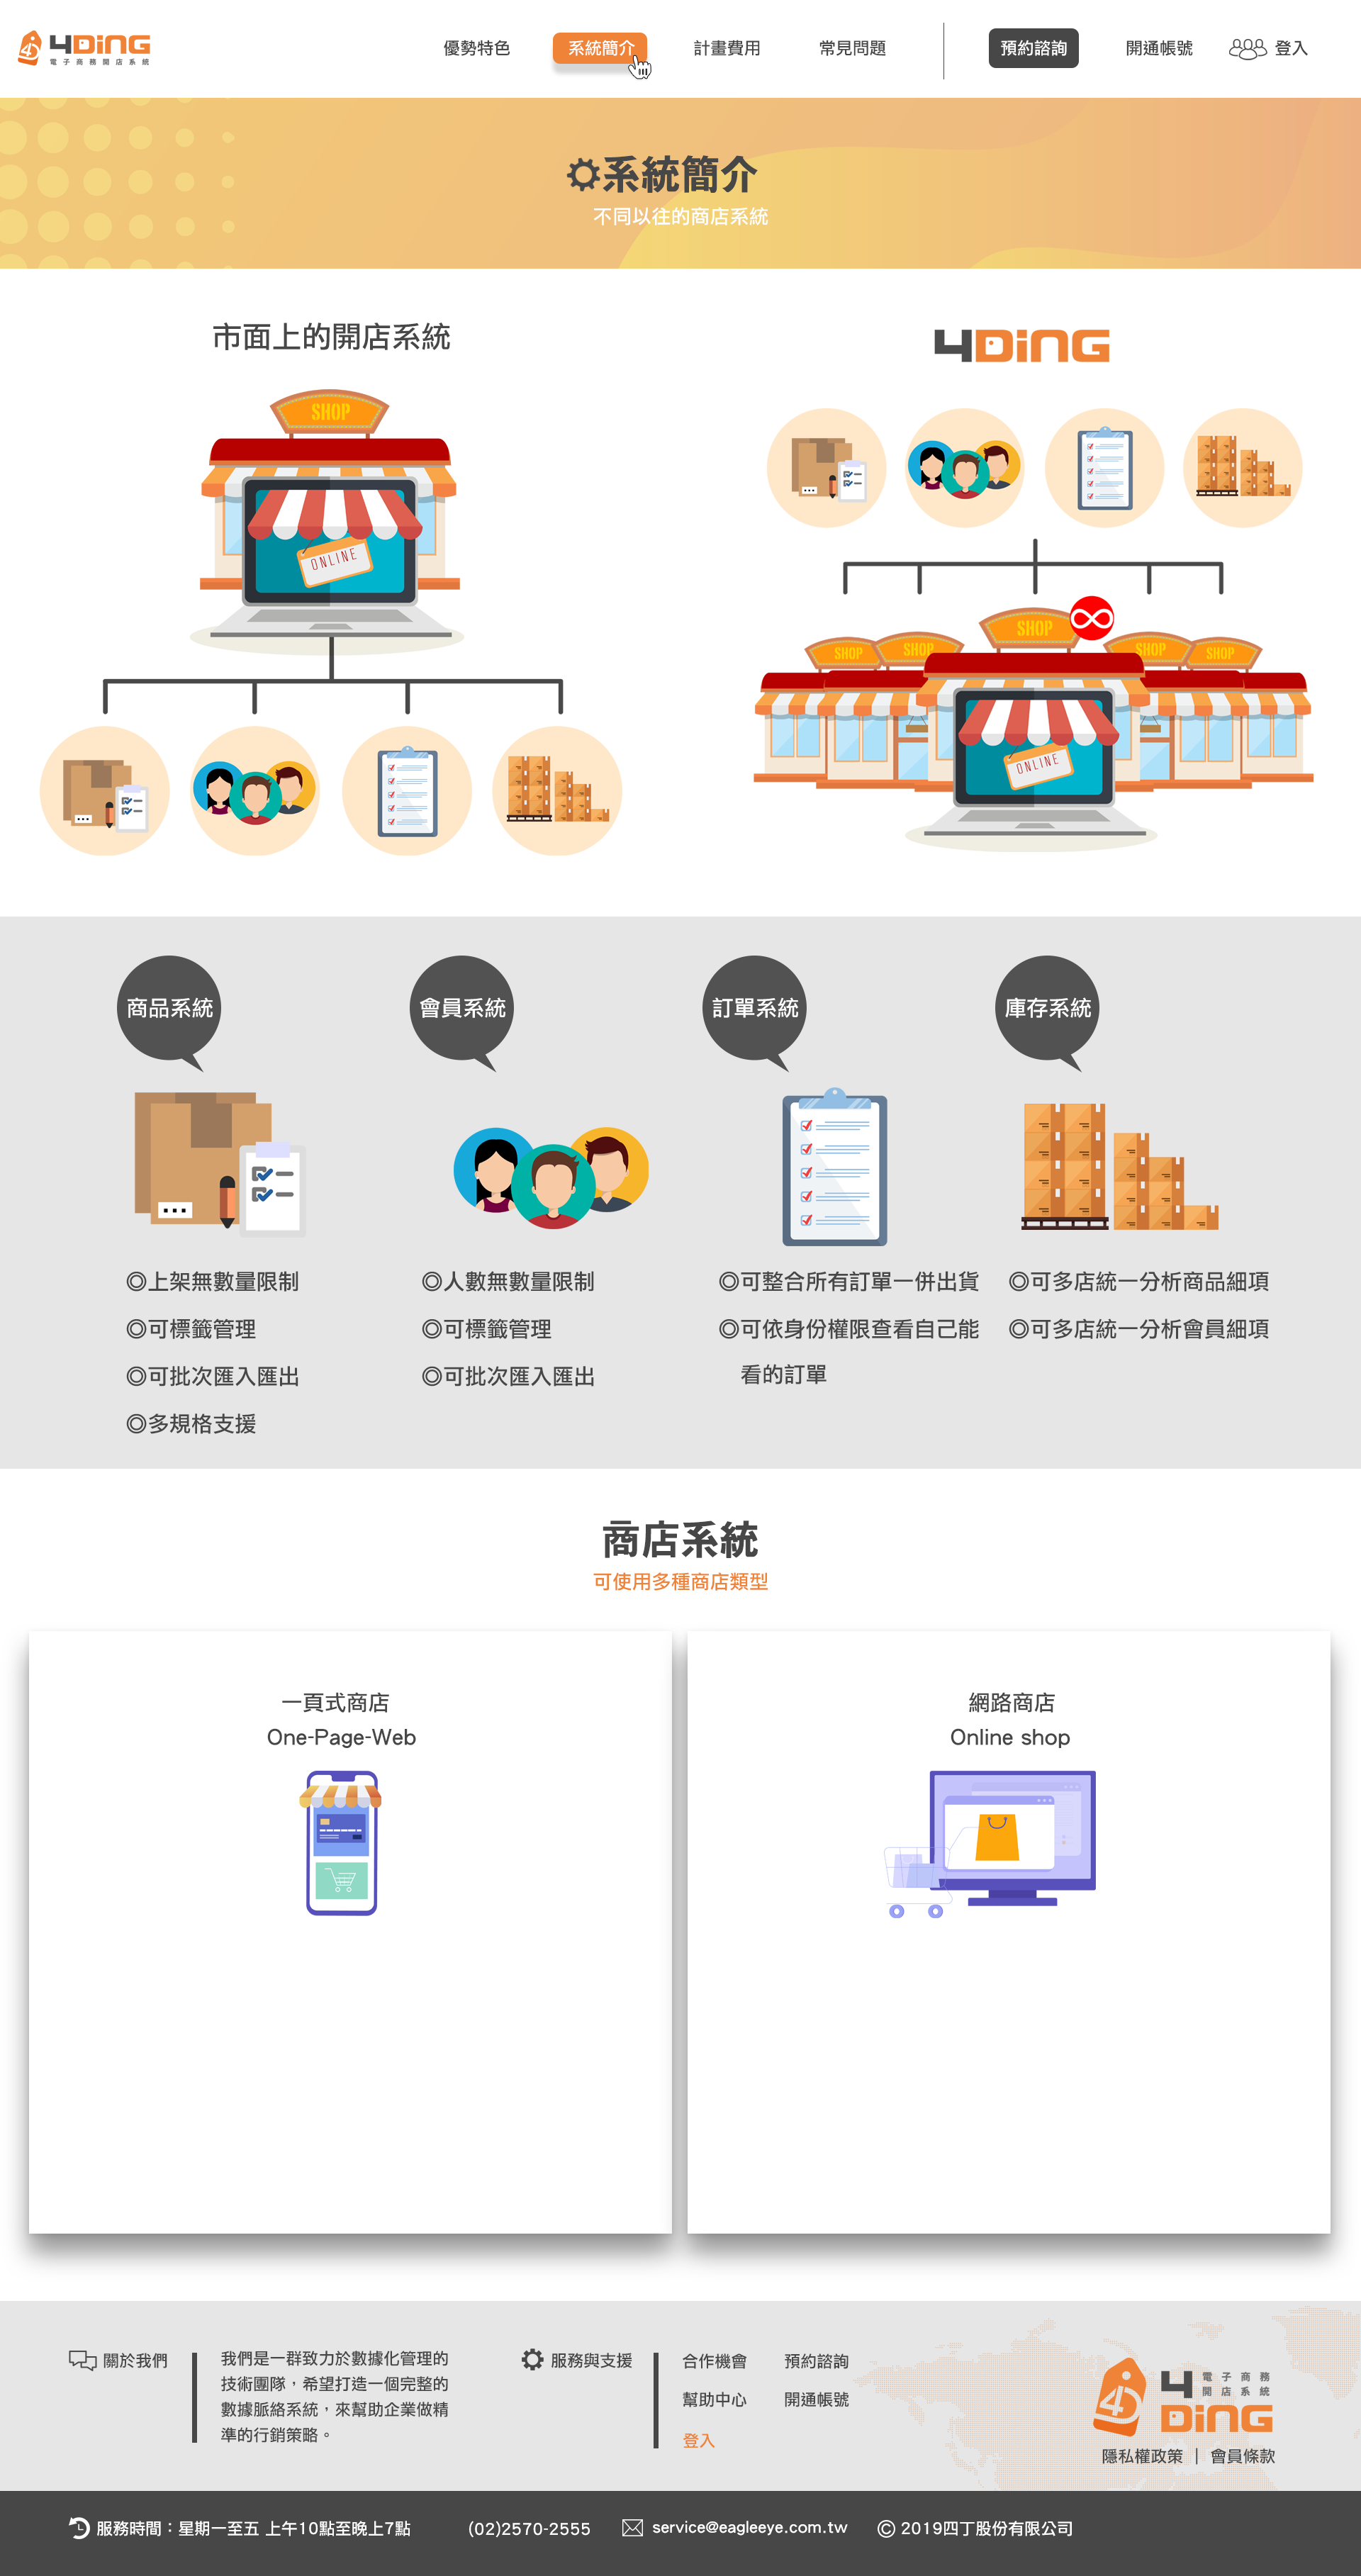 4DiNG
電子商務開店系統
優勢特色
系統簡介
計畫費用
常見問題
預約諮詢
開通帳號
登入
系統簡介
不同以往的商店系統
市面上的開店系統
4DiNG
SHOP
ONLINE
SHOP
SHOP
SHOP
SHOP
SHOP
ONLINE
商品系統
會員系統
訂單系統
庫存系統
◎上架無數量限制
◎可標籤管理
◎可批次匯入匯出
◎多規格支援
◎人數無數量限制
◎可標籤管理
◎可批次匯入匯出
◎可整合所有訂單一併出貨
◎可依身份權限查看自己能
看的訂單
◎可多店統一分析商品細項
◎可多店統一分析會員細項
商店系統
可使用多種商店類型
一頁式商店
One-Page-Web
網路商店
Online shop
關於我們
我們是一群致力於數據化管理的
技術團隊，希望打造一個完整的
數據脈絡系統，來幫助企業做精
準的行銷策略。
服務與支援
合作機會
預約諮詢
幫助中心
開通帳號
登入
4
電子商務
開店系統
DiNG
隱私權政策 | 會員條款
服務時間：星期一至五 上午10點至晚上7點
(02)2570-2555
service@eagleeye.com.tw
© 2019四丁股份有限公司